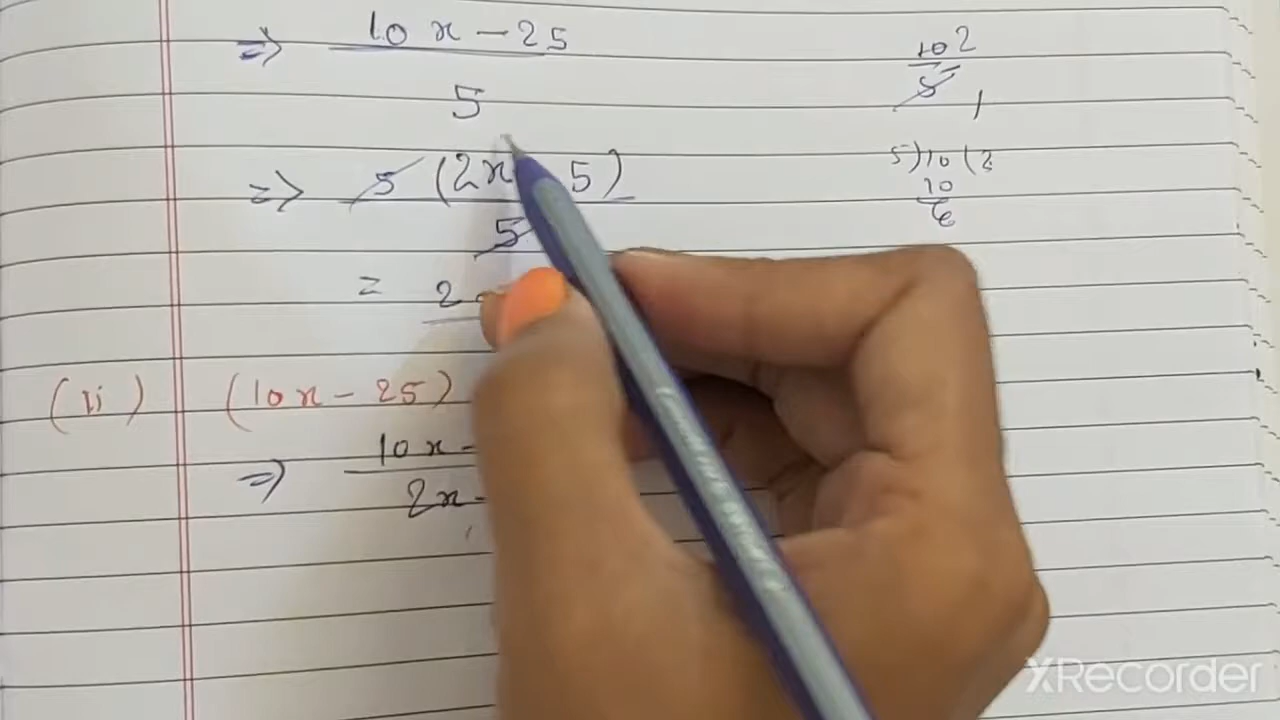 => 10x - 25
5
=> 5 (2x 5)
5
= 2
(ii) (10x - 25)
=> 10x -
2x -
10 2
5 1
5)10(2
10
XRecorder